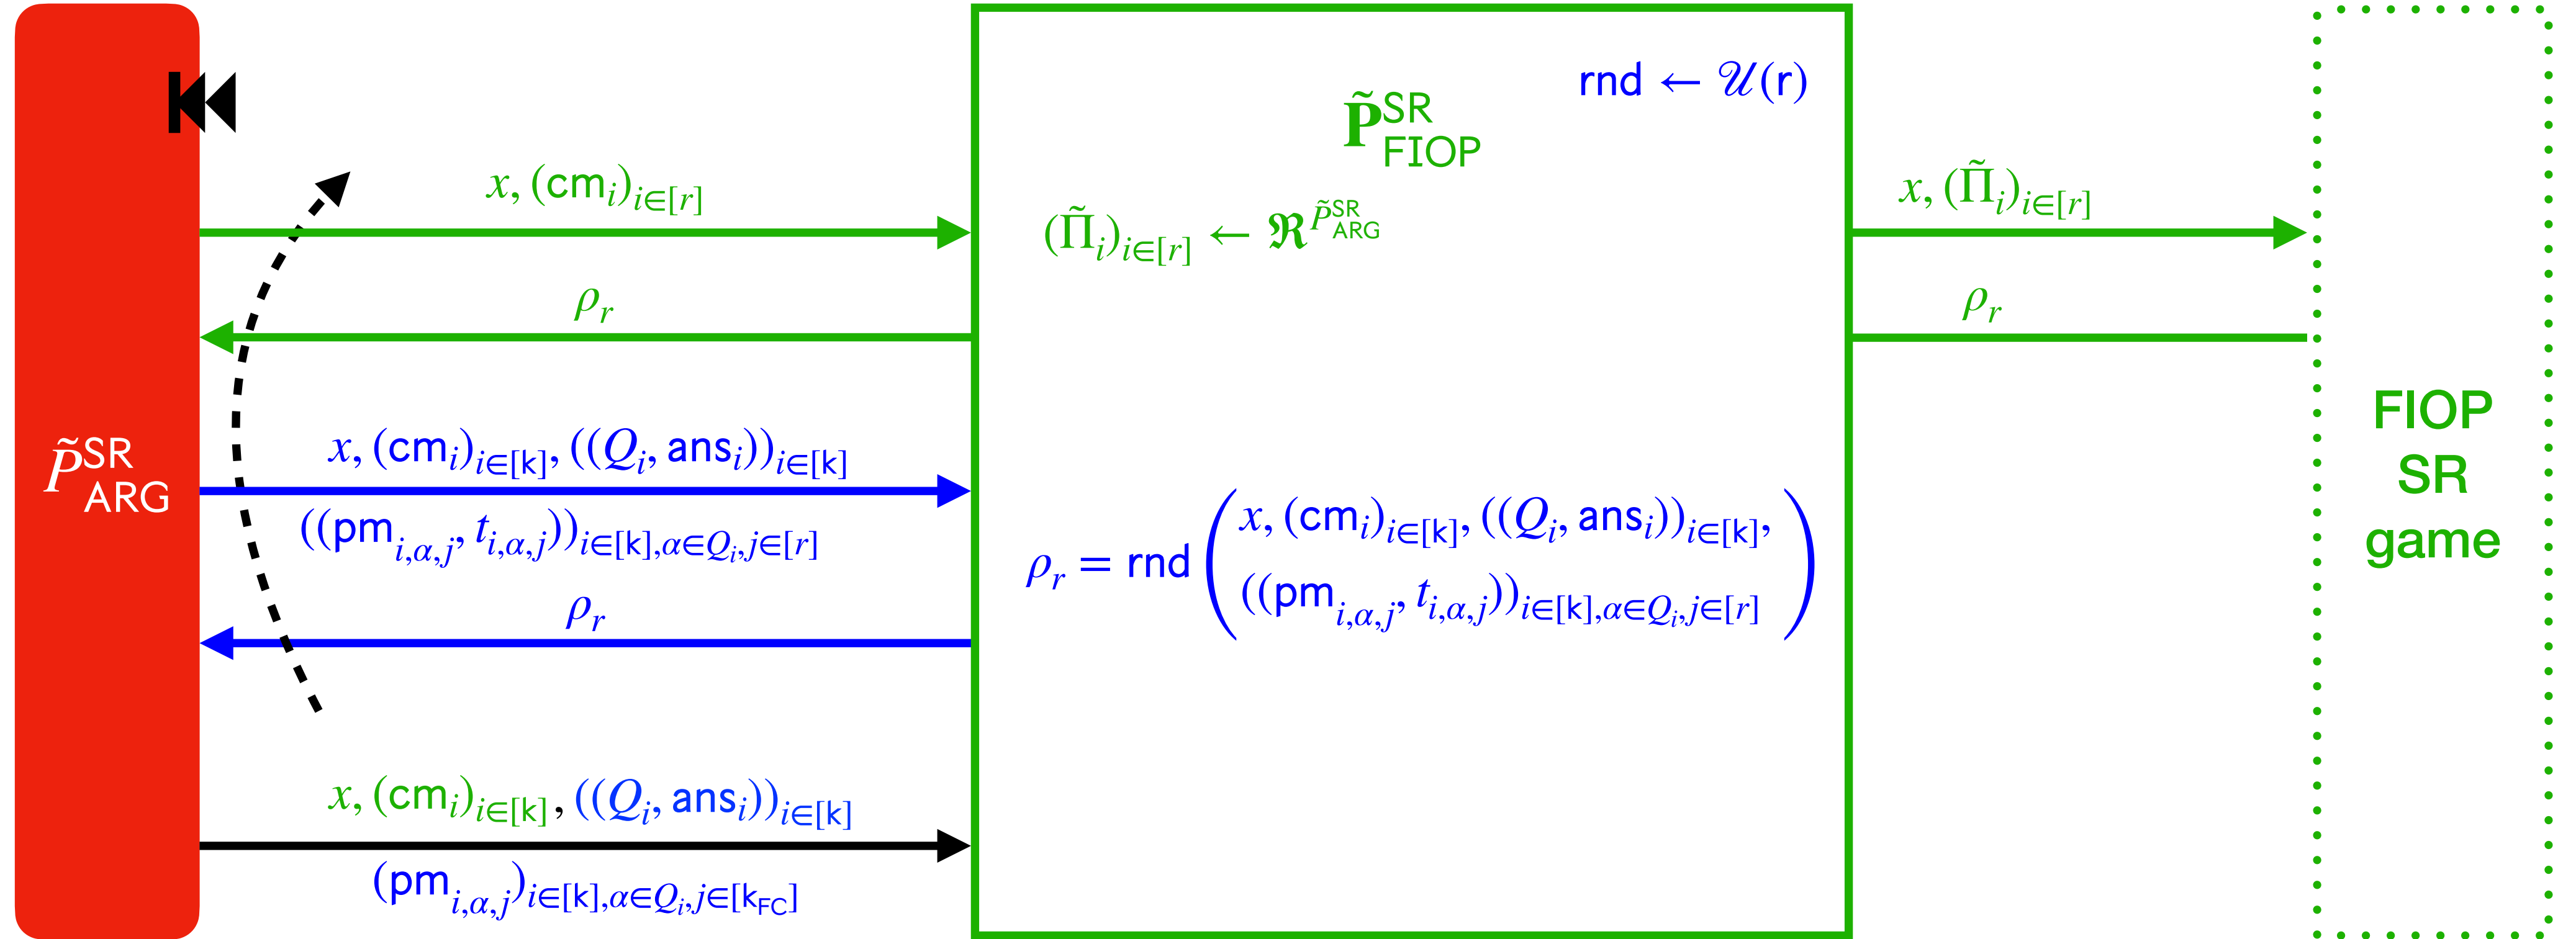 rnd ← 𝒰(r)
P̃^SR_FIOP
x, (cm_i)_{i∈[r]}
(Π̃_i)_{i∈[r]} ← ℜ^{P̃^SR_ARG}
x, (Π̃_i)_{i∈[r]}
ρ_r
ρ_r
P̃^SR_ARG
x, (cm_i)_{i∈[k]}, ((Q_i, ans_i))_{i∈[k]}
((pm_{i,α,j}, t_{i,α,j}))_{i∈[k],α∈Q_i,j∈[r]}
ρ_r
ρ_r = rnd ( x, (cm_i)_{i∈[k]}, ((Q_i, ans_i))_{i∈[k]},
((pm_{i,α,j}, t_{i,α,j}))_{i∈[k],α∈Q_i,j∈[r]} )
FIOP
SR
game
x, (cm_i)_{i∈[k]}, ((Q_i, ans_i))_{i∈[k]}
(pm_{i,α,j})_{i∈[k],α∈Q_i,j∈[k_FC]}